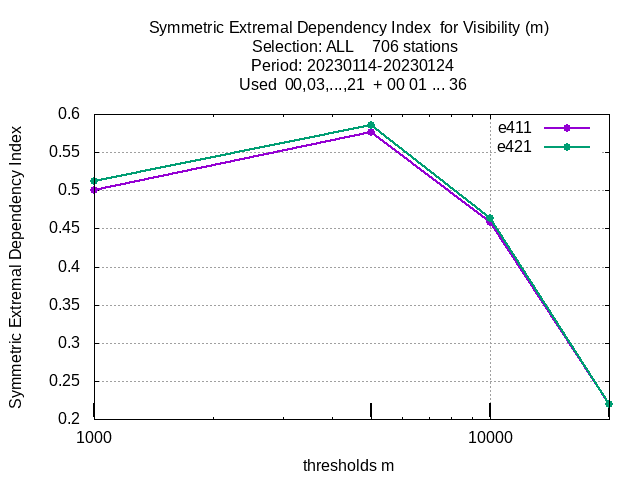 Symmetric Extremal Dependency Index for Visibility (m)
Selection: ALL 706 stations
Period: 20230114-20230124
Used 00,03,...,21 + 00 01 ... 36
e411
e421
Symmetric Extremal Dependency Index
0.6
0.55
0.5
0.45
0.4
0.35
0.3
0.25
0.2
1000
10000
thresholds m